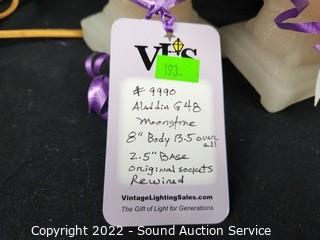 VLS
193.
# 9990
Aladdin G48
Moonstone
8" Body 13.5 over all
2.5" BASE
original sockets
Rewired
VintageLightingSales.com
The Gift of Light for Generations
Copyright 2022 - Sound Auction Service